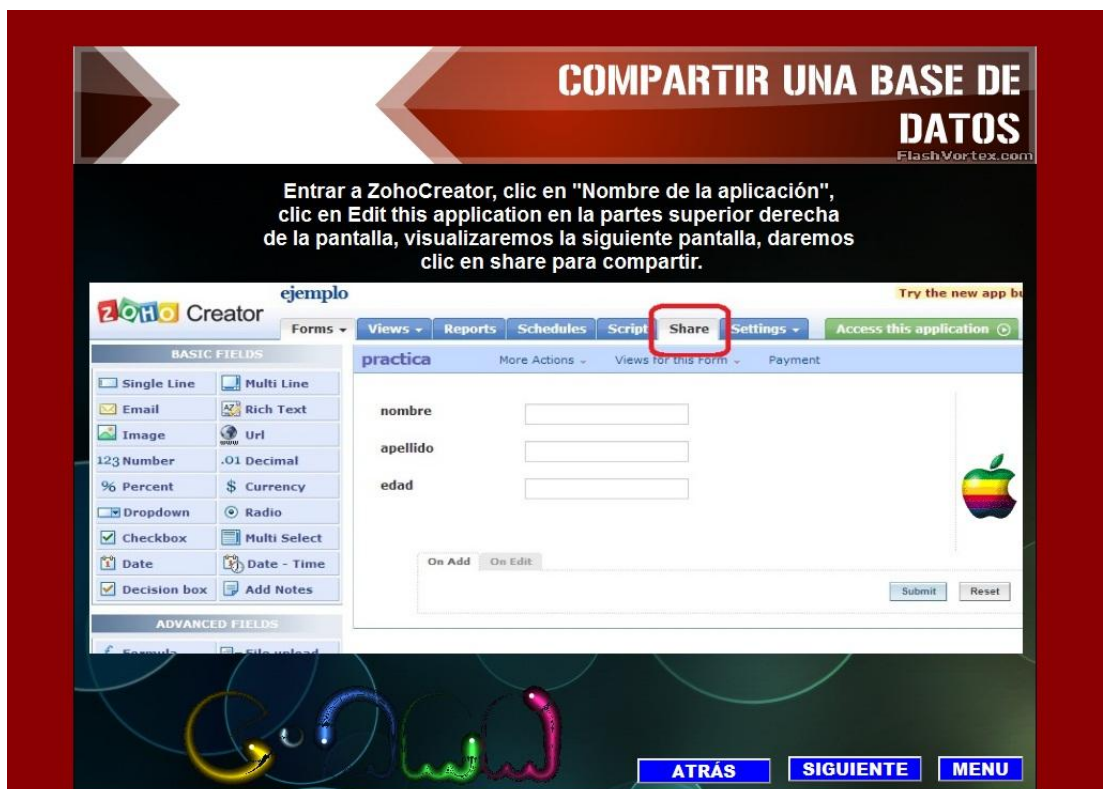 COMPARTIR UNA BASE DE
DATOS
FlashVortex.com
Entrar a ZohoCreator, clic en "Nombre de la aplicación",
clic en Edit this application en la partes superior derecha
de la pantalla, visualizaremos la siguiente pantalla, daremos
clic en share para compartir.
ejemplo
Try the new app bu
ZOHO Creator
Forms Views Reports Schedules Script Share Settings Access this application
BASIC FIELDS
practica More Actions Views for this Form Payment
Single Line Multi Line
Email Rich Text
Image Url
123 Number .01 Decimal
% Percent $ Currency
Dropdown Radio
Checkbox Multi Select
Date Date - Time
Decision box Add Notes
ADVANCED FIELDS
Formula File upload
nombre
apellido
edad
On Add On Edit
Submit Reset
ATRÁS SIGUIENTE MENU